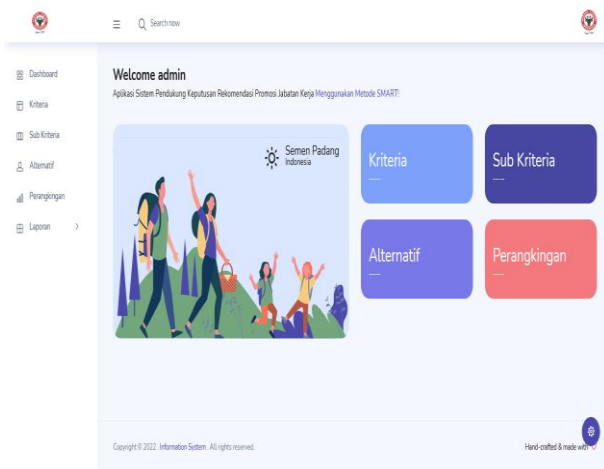 Search now
Dashboard
Kriteria
Sub Kriteria
Alternatif
Perangkingan
Laporan
Welcome admin
Aplikasi Sistem Pendukung Keputusan Rekomendasi Promosi Jabatan Kerja Menggunakan Metode SMART!
Semen Padang
Indonesia
Kriteria
Sub Kriteria
Alternatif
Perangkingan
Copyright © 2022. Information System. All rights reserved.
Hand-crafted & made with